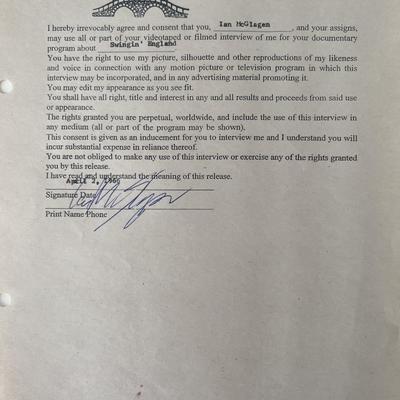 I hereby irrevocably agree and consent that you, Ian McGlagen, and your assigns,
may use all or part of your videotaped or filmed interview of me for your documentary
program about Swingin' England
You have the right to use my picture, silhouette and other reproductions of my likeness
and voice in connection with any motion picture or television program in which this
interview may be incorporated, and in any advertising material promoting it.
You may edit my appearance as you see fit.
You shall have all right, title and interest in any and all results and proceeds from said use
or appearance.
The rights granted you are perpetual, worldwide, and include the use of this interview in
any medium (all or part of the program may be shown).
This consent is given as an inducement for you to interview me and I understand you will
incur substantial expense in reliance thereof.
You are not obliged to make any use of this interview or exercise any of the rights granted
you by this release.
I have read and understand the meaning of this release.
April 2, 1966
Signature Date
Print Name Phone